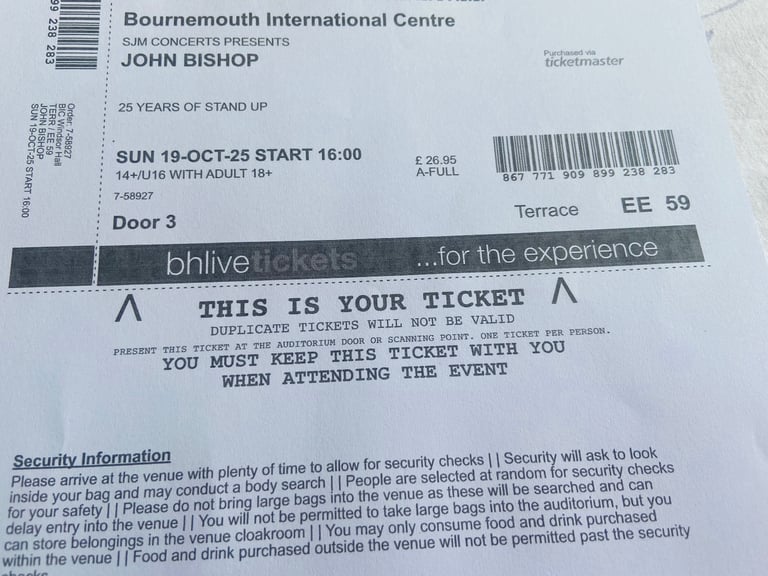 Bournemouth International Centre
SJM CONCERTS PRESENTS
JOHN BISHOP
Purchased via
ticketmaster
25 YEARS OF STAND UP
SUN 19-OCT-25 START 16:00
14+/U16 WITH ADULT 18+
£ 26.95
A-FULL
867 771 909 899 238 283
7-58927
Door 3
Terrace EE 59
bhlivetickets ...for the experience
99 238 283
Order: 7-58927
BIC Windsor Hall
TERR / EE 59
JOHN BISHOP
SUN 19-OCT-25 START 16:00
THIS IS YOUR TICKET
DUPLICATE TICKETS WILL NOT BE VALID
PRESENT THIS TICKET AT THE AUDITORIUM DOOR OR SCANNING POINT. ONE TICKET PER PERSON.
YOU MUST KEEP THIS TICKET WITH YOU
WHEN ATTENDING THE EVENT
Security Information
Please arrive at the venue with plenty of time to allow for security checks || Security will ask to look
inside your bag and may conduct a body search || People are selected at random for security checks
for your safety || Please do not bring large bags into the venue as these will be searched and can
delay entry into the venue || You will not be permitted to take large bags into the auditorium, but you
can store belongings in the venue cloakroom || You may only consume food and drink purchased
within the venue || Food and drink purchased outside the venue will not be permitted past the security
checks